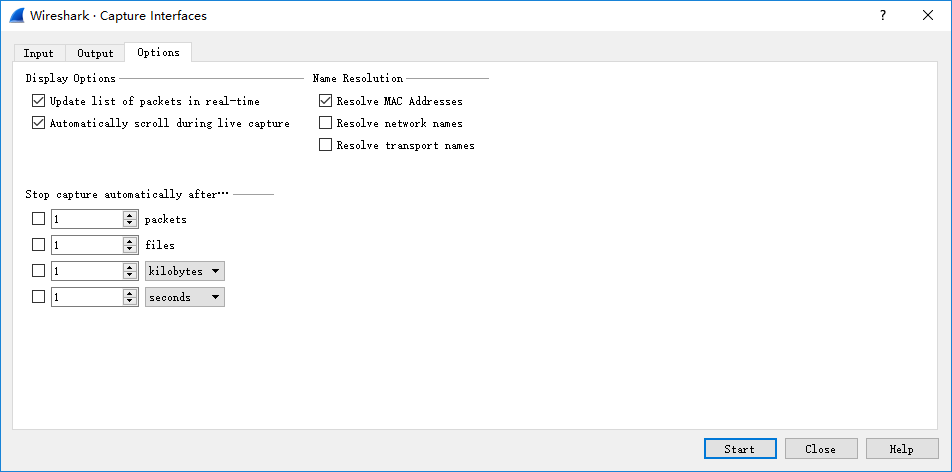 Wireshark · Capture Interfaces
?
Input Output Options
Display Options
Update list of packets in real-time
Automatically scroll during live capture
Name Resolution
Resolve MAC Addresses
Resolve network names
Resolve transport names
Stop capture automatically after…
1 packets
1 files
1 kilobytes
1 seconds
Start Close Help